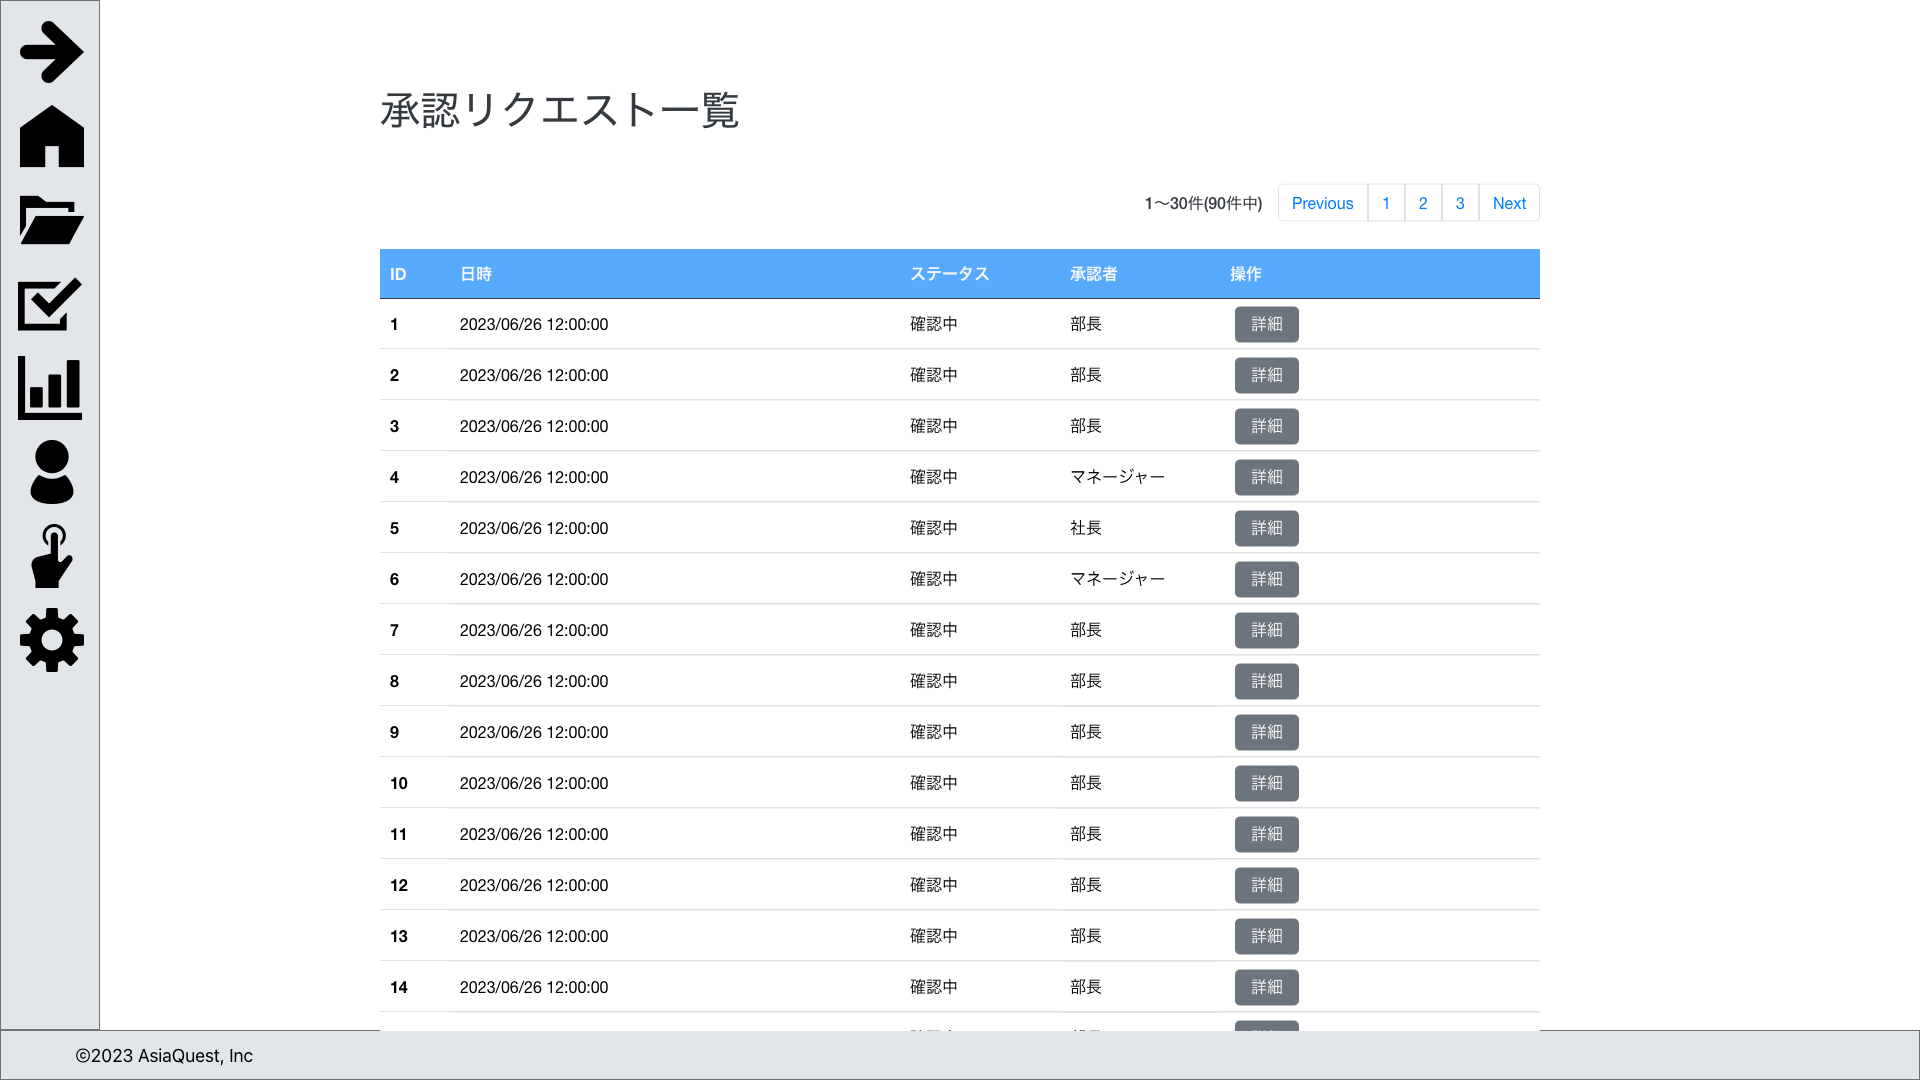 承認リクエスト一覧
1〜30件(90件中) Previous 1 2 3 Next
ID 日時 ステータス 承認者 操作
1 2023/06/26 12:00:00 確認中 部長 詳細
2 2023/06/26 12:00:00 確認中 部長 詳細
3 2023/06/26 12:00:00 確認中 部長 詳細
4 2023/06/26 12:00:00 確認中 マネージャー 詳細
5 2023/06/26 12:00:00 確認中 社長 詳細
6 2023/06/26 12:00:00 確認中 マネージャー 詳細
7 2023/06/26 12:00:00 確認中 部長 詳細
8 2023/06/26 12:00:00 確認中 部長 詳細
9 2023/06/26 12:00:00 確認中 部長 詳細
10 2023/06/26 12:00:00 確認中 部長 詳細
11 2023/06/26 12:00:00 確認中 部長 詳細
12 2023/06/26 12:00:00 確認中 部長 詳細
13 2023/06/26 12:00:00 確認中 部長 詳細
14 2023/06/26 12:00:00 確認中 部長 詳細
©2023 AsiaQuest, Inc